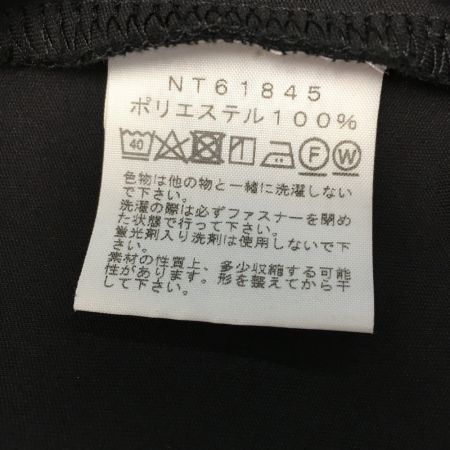 NT61845
ポリエステル100%
40 F W
色物は他の物と一緒に洗濯しない
で下さい。
洗濯の際は必ずファスナーを閉め
た状態で行って下さい。
蛍光剤入り洗剤は使用しないで下
さい。
素材の性質上、多少収縮する可能
性があります。形を整えてから干
して下さい。